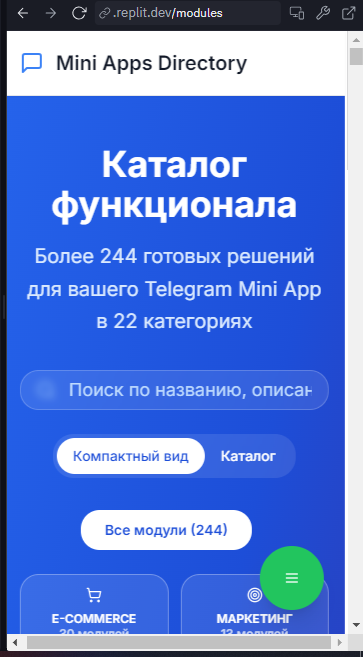 .replit.dev/modules
Mini Apps Directory
Каталог
функционала
Более 244 готовых решений
для вашего Telegram Mini App
в 22 категориях
Поиск по названию, описан
Компактный вид
Каталог
Все модули (244)
E-COMMERCE
МАРКЕТИНГ
30 модулей
13 модулей